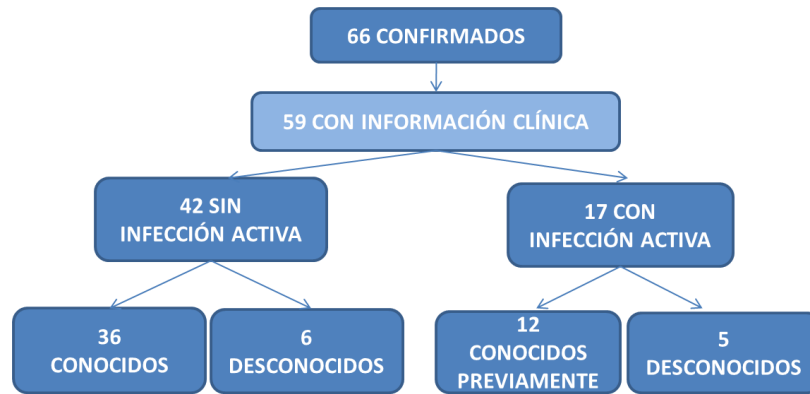 66 CONFIRMADOS
59 CON INFORMACIÓN CLÍNICA
42 SIN
INFECCIÓN ACTIVA
17 CON
INFECCIÓN ACTIVA
36
CONOCIDOS
6
DESCONOCIDOS
12
CONOCIDOS
PREVIAMENTE
5
DESCONOCIDOS